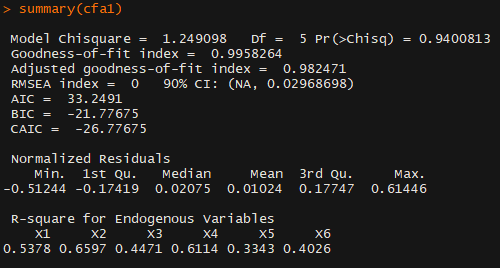 > summary(cfa1)
Model Chisquare = 1.249098 Df = 5 Pr(>Chisq) = 0.9400813
Goodness-of-fit index = 0.9958264
Adjusted goodness-of-fit index = 0.982471
RMSEA index = 0 90% CI: (NA, 0.02968698)
AIC = 33.2491
BIC = -21.77675
CAIC = -26.77675
Normalized Residuals
Min. 1st Qu. Median Mean 3rd Qu. Max.
-0.51244 -0.17419 0.02075 0.01024 0.17747 0.61446
R-square for Endogenous Variables
X1 X2 X3 X4 X5 X6
0.5378 0.6597 0.4471 0.6114 0.3343 0.4026